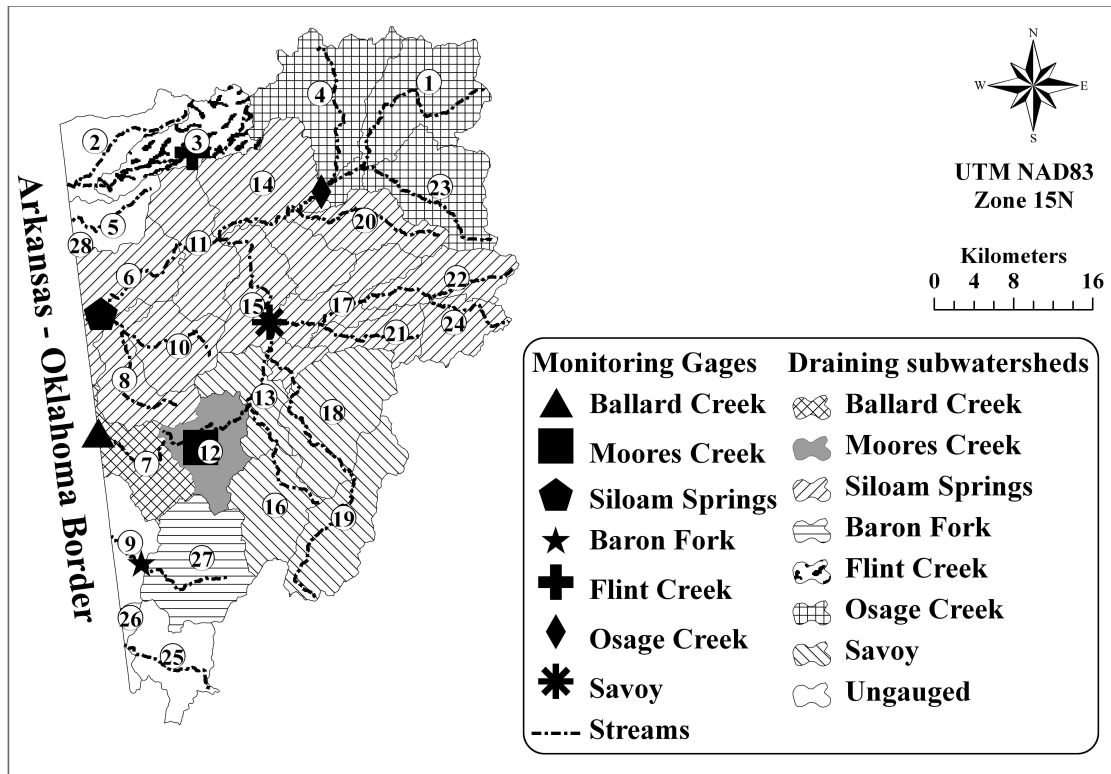 N
W E
S
UTM NAD83
Zone 15N
Kilometers
0 4 8 16
Arkansas - Oklahoma Border
1
4
2
3
14
23
5
20
28
11
22
6
15
17
24
21
10
8
13
18
12
7
16
19
9
27
26
25
Monitoring Gages
Ballard Creek
Moores Creek
Siloam Springs
Baron Fork
Flint Creek
Osage Creek
Savoy
Streams
Draining subwatersheds
Ballard Creek
Moores Creek
Siloam Springs
Baron Fork
Flint Creek
Osage Creek
Savoy
Ungauged